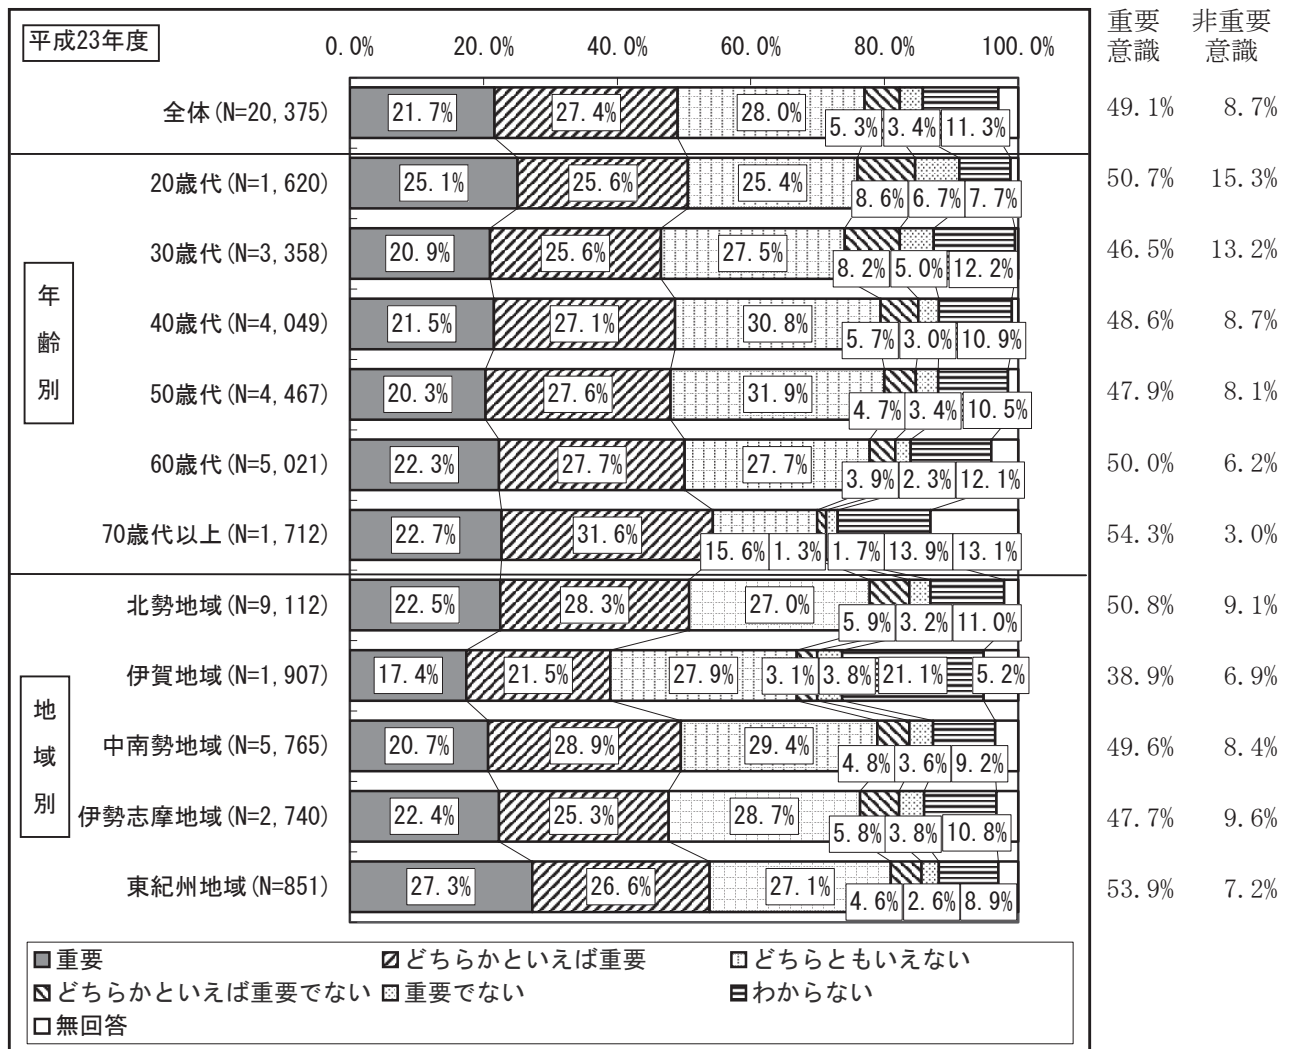 重要 非重要
意識 意識
平成23年度
0.0% 20.0% 40.0% 60.0% 80.0% 100.0%
全体(N=20,375) 21.7% 27.4% 28.0% 5.3% 3.4% 11.3% 49.1% 8.7%
年齢別
20歳代(N=1,620) 25.1% 25.6% 25.4% 8.6% 6.7% 7.7% 50.7% 15.3%
30歳代(N=3,358) 20.9% 25.6% 27.5% 8.2% 5.0% 12.2% 46.5% 13.2%
40歳代(N=4,049) 21.5% 27.1% 30.8% 5.7% 3.0% 10.9% 48.6% 8.7%
50歳代(N=4,467) 20.3% 27.6% 31.9% 4.7% 3.4% 10.5% 47.9% 8.1%
60歳代(N=5,021) 22.3% 27.7% 27.7% 3.9% 2.3% 12.1% 50.0% 6.2%
70歳代以上(N=1,712) 22.7% 31.6% 15.6% 1.3% 1.7% 13.9% 13.1% 54.3% 3.0%
地域別
北勢地域(N=9,112) 22.5% 28.3% 27.0% 5.9% 3.2% 11.0% 50.8% 9.1%
伊賀地域(N=1,907) 17.4% 21.5% 27.9% 3.1% 3.8% 21.1% 5.2% 38.9% 6.9%
中南勢地域(N=5,765) 20.7% 28.9% 29.4% 4.8% 3.6% 9.2% 49.6% 8.4%
伊勢志摩地域(N=2,740) 22.4% 25.3% 28.7% 5.8% 3.8% 10.8% 47.7% 9.6%
東紀州地域(N=851) 27.3% 26.6% 27.1% 4.6% 2.6% 8.9% 53.9% 7.2%
重要 どちらかといえば重要 どちらともいえない
どちらかといえば重要でない 重要でない わからない
無回答